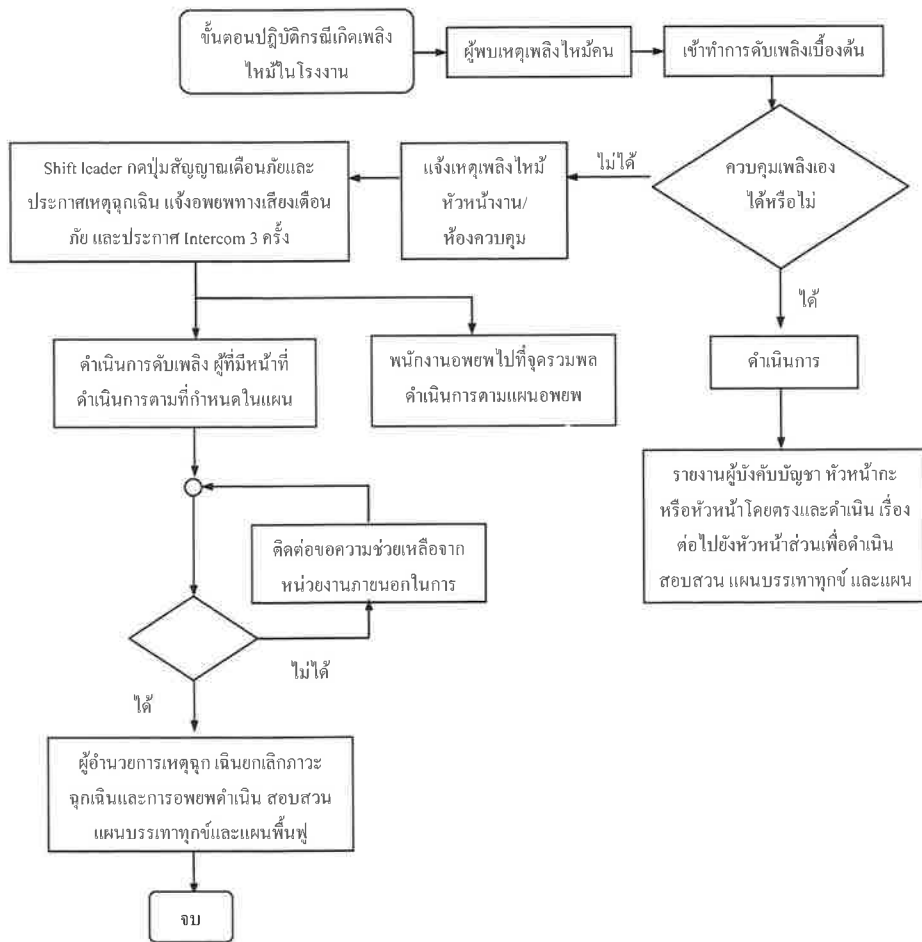 ขั้นตอนปฎิบัติกรณีเกิดเพลิง
ไหม้ในโรงงาน
ผู้พบเหตุเพลิงไหม้คน
เข้าทำการดับเพลิงเบื้องต้น
ควบคุมเพลิงเอง
ได้หรือไม่
ไม่ได้
แจ้งเหตุเพลิงไหม้
หัวหน้างาน/
ห้องควบคุม
Shift leader กดปุ่มสัญญาณเตือนภัยและ
ประกาศเหตุฉุกเฉิน แจ้งอพยพทางเสียงเตือน
ภัย และประกาศ Intercom 3 ครั้ง
ได้
ดำเนินการ
รายงานผู้บังคับบัญชา หัวหน้ากะ
หรือหัวหน้าโดยตรงและดำเนิน เรื่อง
ต่อไปยังหัวหน้าส่วนเพื่อดำเนิน
สอบสวน แผนบรรเทาทุกข์ และแผน
ดำเนินการดับเพลิง ผู้ที่มีหน้าที่
ดำเนินการตามที่กำหนดในแผน
พนักงานอพยพไปที่จุดรวมพล
ดำเนินการตามแผนอพยพ
ติดต่อขอความช่วยเหลือจาก
หน่วยงานภายนอกในการ
ไม่ได้
ได้
ผู้อำนวยการเหตุฉุก เฉินยกเลิกภาวะ
ฉุกเฉินและการอพยพดำเนิน สอบสวน
แผนบรรเทาทุกข์และแผนพื้นฟู
จบ